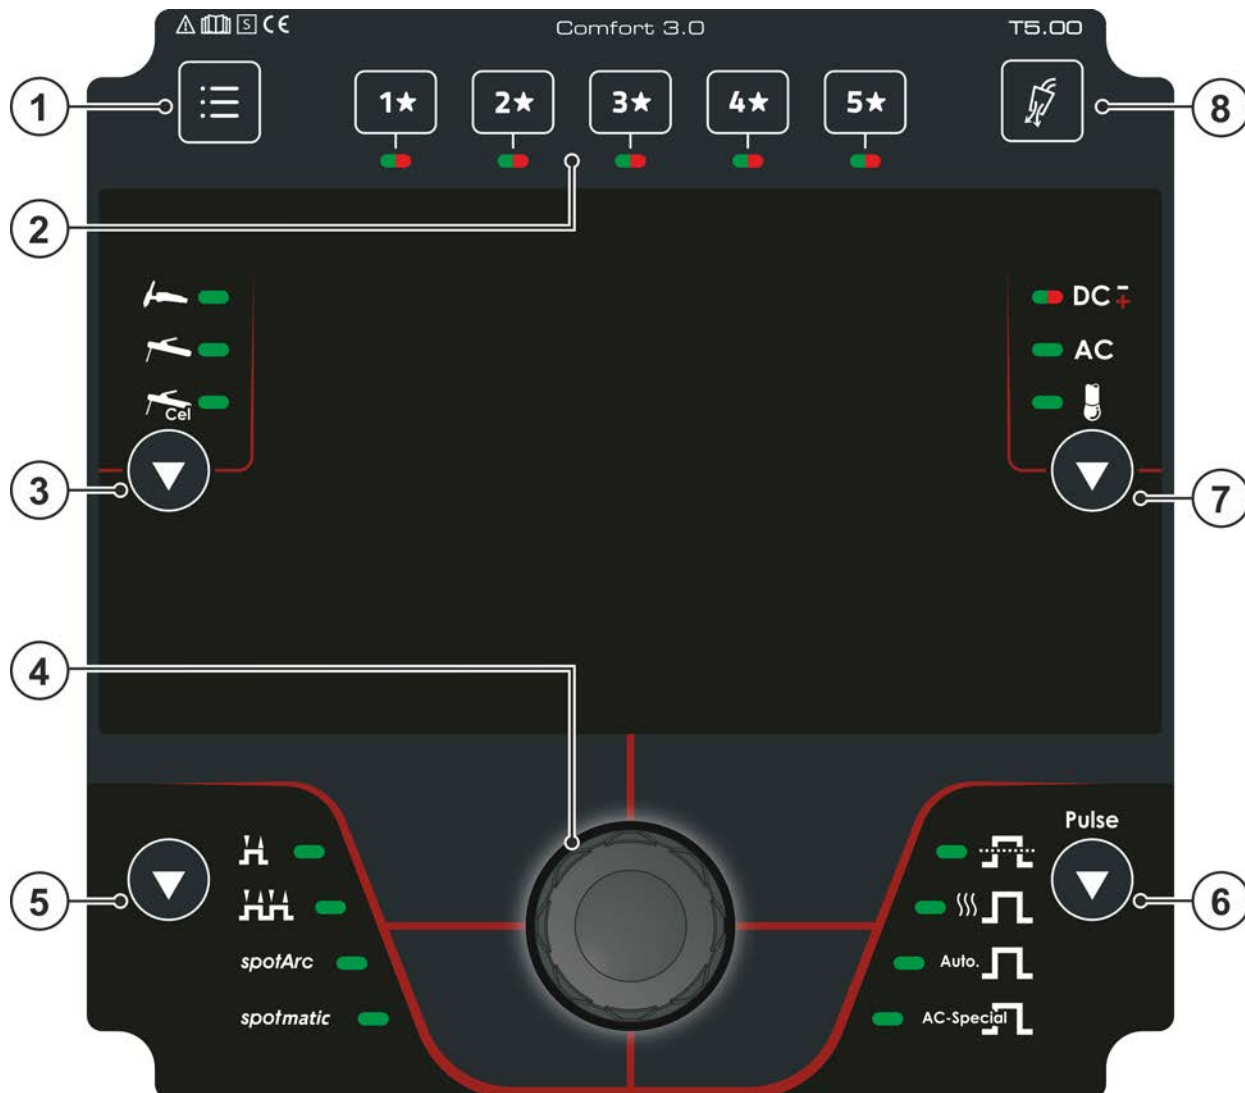 S CE Comfort 3.0 T5.00
1★ 2★ 3★ 4★ 5★
1
8
2
DC -
+
AC
Cel
3
7
4
Pulse
5
6
spotArc
Auto.
spotmatic
AC-Special